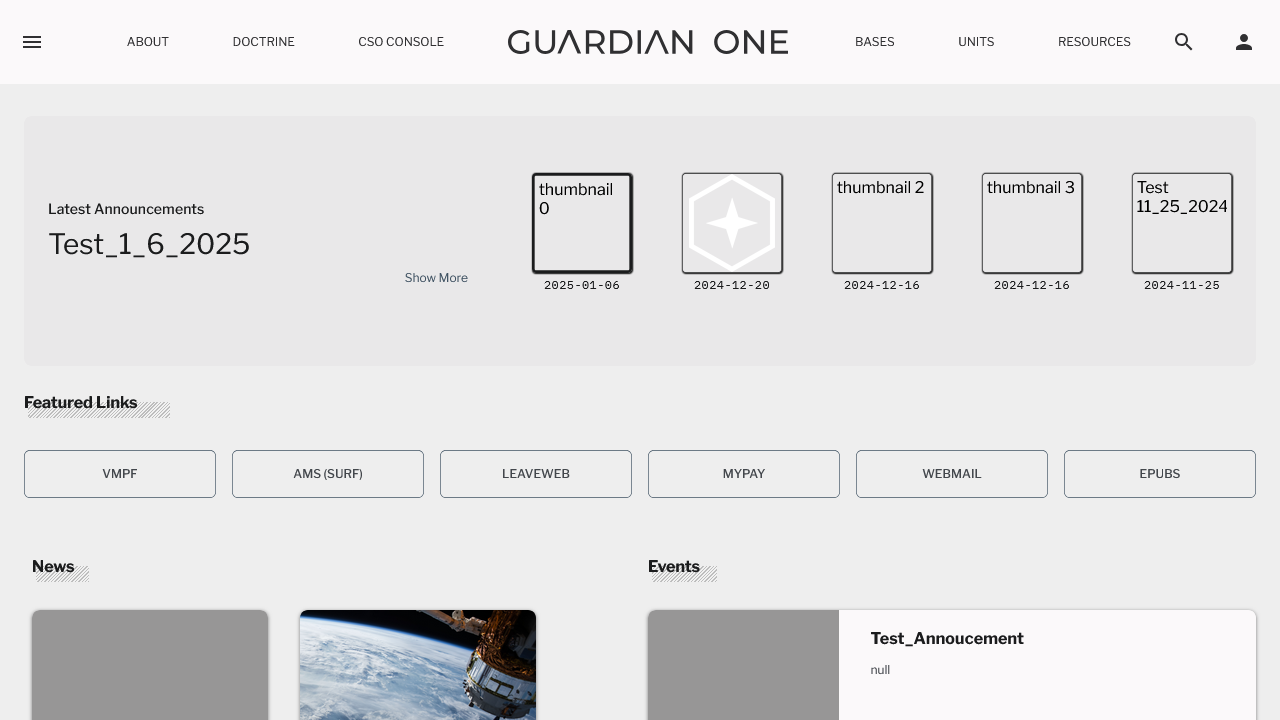 ABOUT
DOCTRINE
CSO CONSOLE
GUARDIAN ONE
BASES
UNITS
RESOURCES
Latest Announcements
Test_1_6_2025
Show More
thumbnail
0
2025-01-06
2024-12-20
thumbnail 2
2024-12-16
thumbnail 3
2024-12-16
Test
11_25_2024
2024-11-25
Featured Links
VMPF
AMS (SURF)
LEAVEWEB
MYPAY
WEBMAIL
EPUBS
News
Events
Test_Annoucement
null